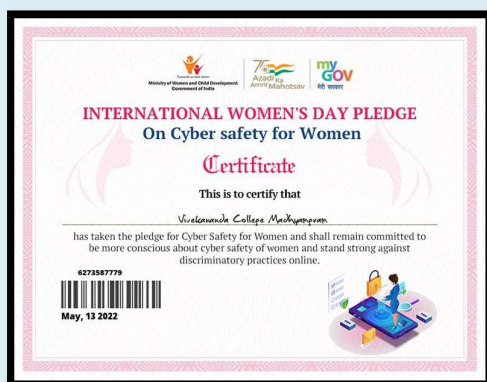 Ministry of Women and Child Development
Government of India
75
Azadi Ka
Amrit Mahotsav
my
GOV
मेरी सरकार
INTERNATIONAL WOMEN'S DAY PLEDGE
On Cyber safety for Women
Certificate
This is to certify that
Vivekananda College Madhyampram
has taken the pledge for Cyber Safety for Women and shall remain committed to
be more conscious about cyber safety of women and stand strong against
discriminatory practices online.
6273587779
May, 13 2022